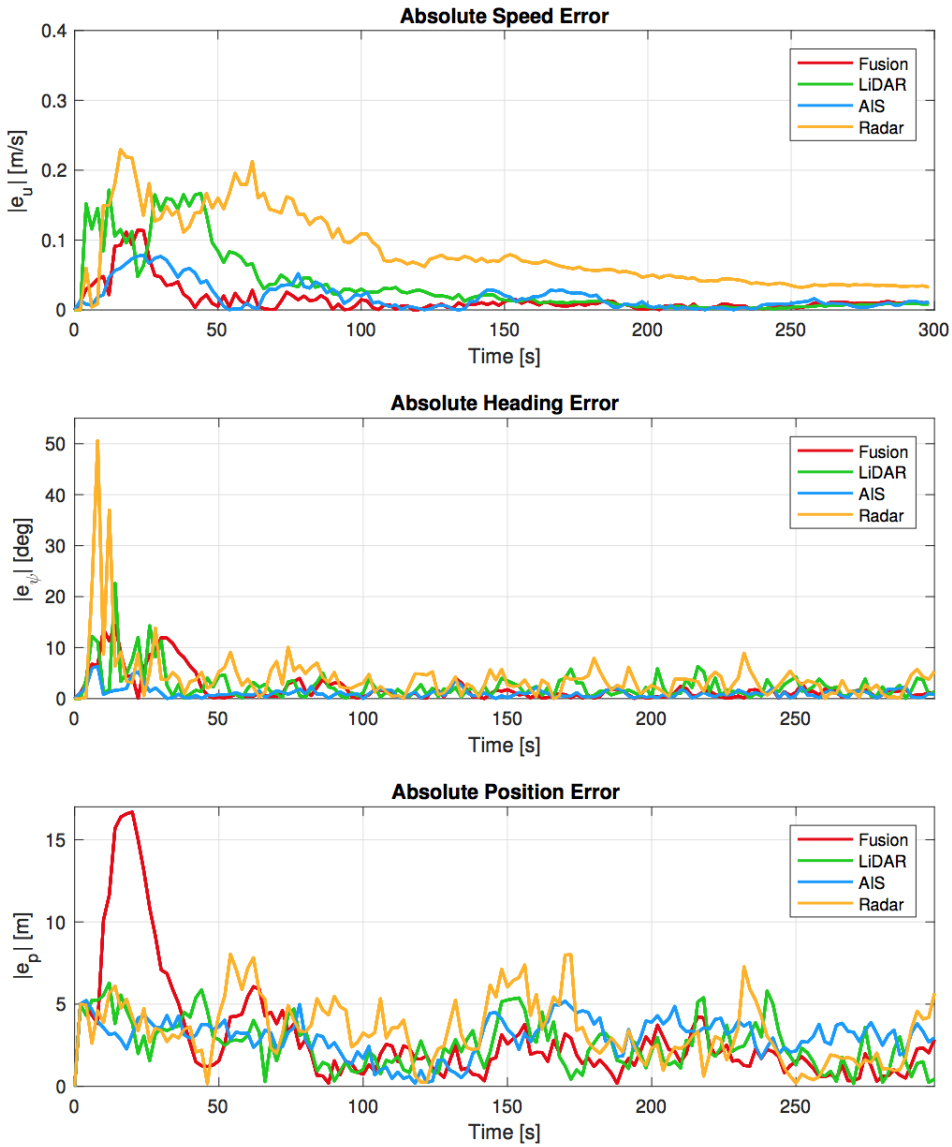 Absolute Speed Error
|e_u| [m/s]
0.4
0.3
0.2
0.1
0
Fusion
LiDAR
AIS
Radar
0 50 100 150 200 250 300
Time [s]
Absolute Heading Error
|e_ψ| [deg]
50
40
30
20
10
0
Fusion
LiDAR
AIS
Radar
0 50 100 150 200 250
Time [s]
Absolute Position Error
|e_p| [m]
15
10
5
0
Fusion
LiDAR
AIS
Radar
0 50 100 150 200 250
Time [s]